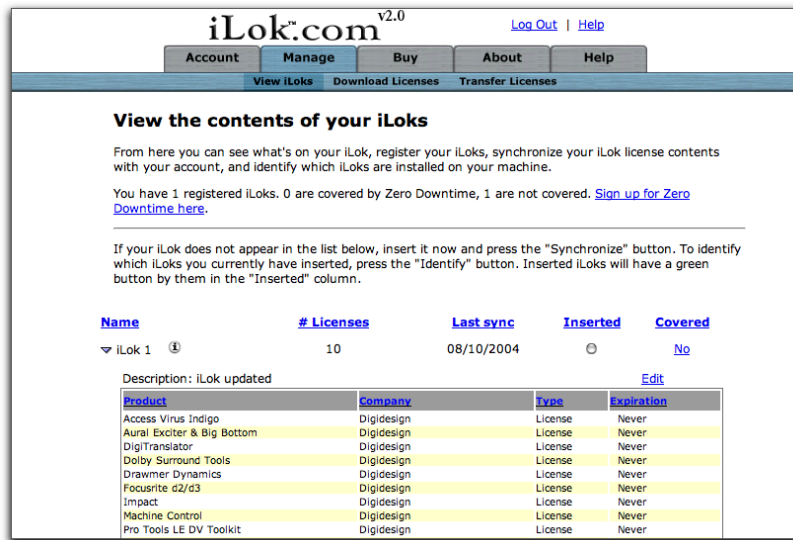 iLok.com™ v2.0
Log Out | Help
Account Manage Buy About Help
View iLoks Download Licenses Transfer Licenses
View the contents of your iLoks
From here you can see what's on your iLok, register your iLoks, synchronize your iLok license contents
with your account, and identify which iLoks are installed on your machine.
You have 1 registered iLoks. 0 are covered by Zero Downtime, 1 are not covered. Sign up for Zero
Downtime here.
If your iLok does not appear in the list below, insert it now and press the "Synchronize" button. To identify
which iLoks you currently have inserted, press the "Identify" button. Inserted iLoks will have a green
button by them in the "Inserted" column.
Name # Licenses Last sync Inserted Covered
iLok 1 10 08/10/2004 No
Description: iLok updated Edit
Product Company Type Expiration
Access Virus Indigo Digidesign License Never
Aural Exciter & Big Bottom Digidesign License Never
DigiTranslator Digidesign License Never
Dolby Surround Tools Digidesign License Never
Drawmer Dynamics Digidesign License Never
Focusrite d2/d3 Digidesign License Never
Impact Digidesign License Never
Machine Control Digidesign License Never
Pro Tools LE DV Toolkit Digidesign License Never